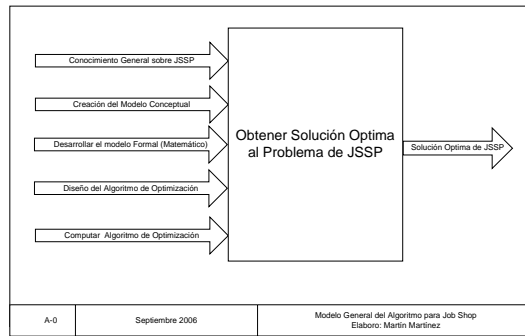 Conocimiento General sobre JSSP
Creación del Modelo Conceptual
Desarrollar el modelo Formal (Matemático)
Diseño del Algoritmo de Optimización
Computar Algoritmo de Optimización
Obtener Solución Optima
al Problema de JSSP
Solución Optima de JSSP
A-0
Septiembre 2006
Modelo General del Algoritmo para Job Shop
Elaboro: Martín Martínez